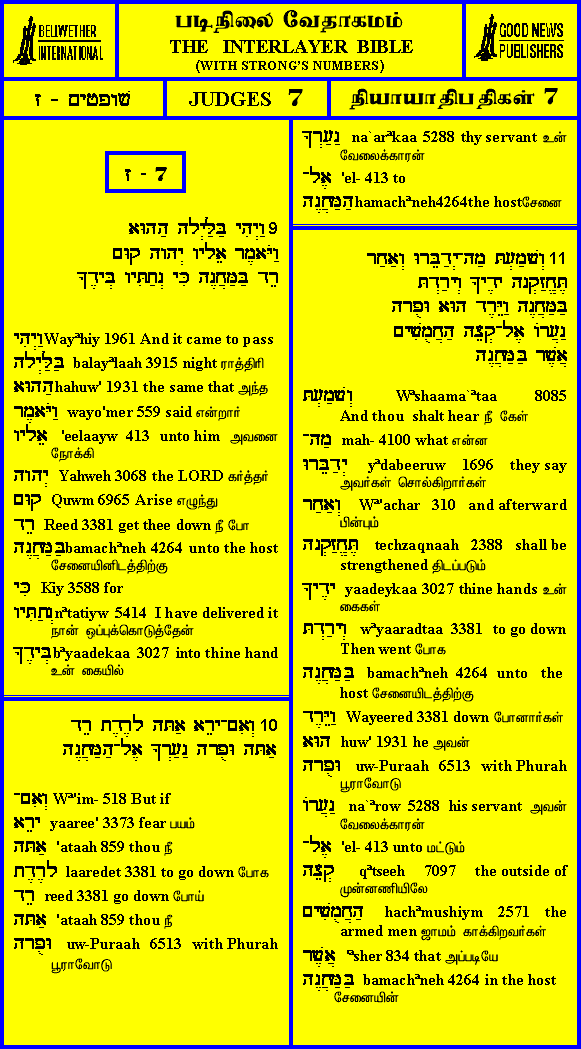 BELLWETHER
INTERNATIONAL
படிநிலை வேதாகமம்
THE INTERLAYER BIBLE
(WITH STRONG'S NUMBERS)
GOOD NEWS
PUBLISHERS
שופטים - ז
JUDGES 7
நியாயாதிபதிகள் 7
ז - 7
9 וַיְהִי בַּלַּיְלָה הַהוּא
וַיֹּאמֶר אֵלָיו יְהוָה קוּם
רֵד בַּמַּחֲנֶה כִּי נְתַתִּיו בְּיָדֶךָ
וַיְהִי Wayᵃhiy 1961 And it came to pass
בַּלַּיְלָה balayᵃlaah 3915 night ராத்திரி
הַהוּא hahuw' 1931 the same that அந்த
וַיֹּאמֶר wayo'mer 559 said என்றார்
אֵלָיו 'eelaayw 413 unto him அவனை
நோக்கி
יְהוָה Yahweh 3068 the LORD கர்த்தர்
קוּם Quwm 6965 Arise எழுந்து
רֵד Reed 3381 get thee down நீ போ
בַּמַּחֲנֶה bamachᵃneh 4264 unto the host
சேனையினிடத்திற்கு
כִּי Kiy 3588 for
נְתַתִּיו nᵃtatiyw 5414 I have delivered it
நான் ஒப்புக்கொடுத்தேன்
בְּיָדֶךָ bᵃyaadekaa 3027 into thine hand
உன் கையில்
10 וְאִם־יָרֵא אַתָּה לָרֶדֶת רֵד
אַתָּה וּפֻרָה נַעַרְךָ אֶל־הַמַּחֲנֶה
וְאִם־ Wᵃ'im- 518 But if
יָרֵא yaaree' 3373 fear பயம்
אַתָּה 'ataah 859 thou நீ
לָרֶדֶת laaredet 3381 to go down போக
רֵד reed 3381 go down போய்
אַתָּה 'ataah 859 thou நீ
וּפֻרָה uw-Puraah 6513 with Phurah
பூராவோடு
נַעַרְךָ na`arᵃkaa 5288 thy servant உன்
வேலைக்காரன்
אֶל־ 'el- 413 to
הַמַּחֲנֶה hamachᵃneh4264the hostசேனை
11 וְשָׁמַעְתָּ מַה־יְדַבֵּרוּ וְאַחַר
תֶּחֱזַקְנָה יָדֶיךָ וְיָרַדְתָּ
בַּמַּחֲנֶה וַיֵּרֶד הוּא וּפֻרָה
נַעֲרוֹ אֶל־קְצֵה הַחֲמֻשִׁים
אֲשֶׁר בַּמַּחֲנֶה
וְשָׁמַעְתָּ Wᵃshaama`ᵃtaa 8085
And thou shalt hear நீ கேள்
מַה־ mah- 4100 what என்ன
יְדַבֵּרוּ yᵃdabeeruw 1696 they say
அவர்கள் சொல்கிறார்கள்
וְאַחַר Wᵃ'achar 310 and afterward
பின்பும்
תֶּחֱזַקְנָה techzaqnaah 2388 shall be
strengthened திடப்படும்
יָדֶיךָ yaadeykaa 3027 thine hands உன்
கைகள்
וְיָרַדְתָּ wᵃyaaradtaa 3381 to go down
Then went போக
בַּמַּחֲנֶה bamachᵃneh 4264 unto the
host சேனையிடத்திற்கு
וַיֵּרֶד Wayeered 3381 down போனார்கள்
הוּא huw' 1931 he அவன்
וּפֻרָה uw-Puraah 6513 with Phurah
பூராவோடு
נַעֲרוֹ na`ᵃrow 5288 his servant அவன்
வேலைக்காரன்
אֶל־ 'el- 413 unto மட்டும்
קְצֵה qᵃtseeh 7097 the outside of
முன்னணியிலே
הַחֲמֻשִׁים hachᵃmushiym 2571 the
armed men ஜாமம் காக்கிறவர்கள்
אֲשֶׁר ᵃsher 834 that அப்படியே
בַּמַּחֲנֶה bamachᵃneh 4264 in the host
சேனையின்